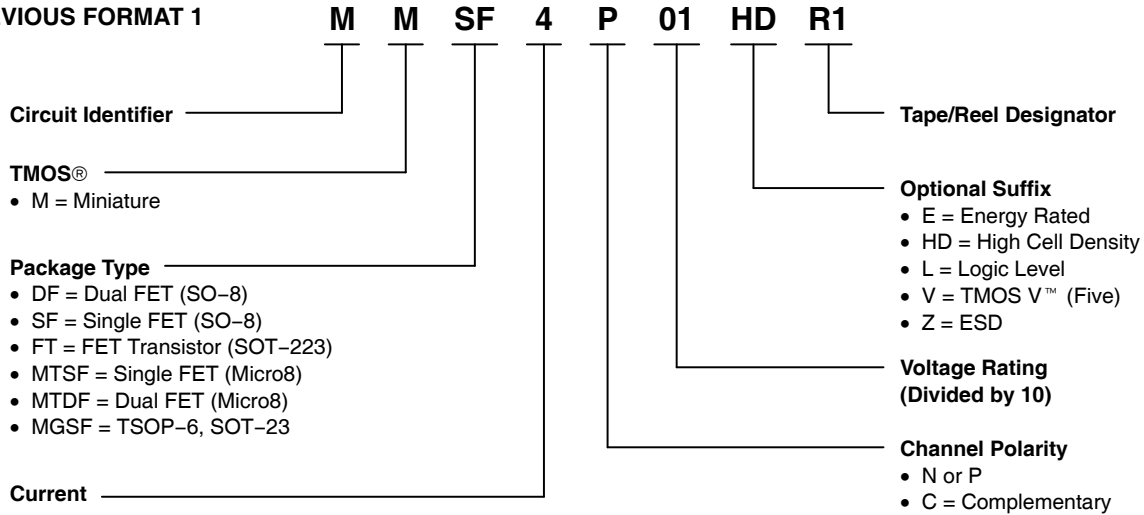 VIOUS FORMAT 1
M M SF 4 P 01 HD R1
Circuit Identifier
TMOS®
• M = Miniature
Package Type
• DF = Dual FET (SO−8)
• SF = Single FET (SO−8)
• FT = FET Transistor (SOT−223)
• MTSF = Single FET (Micro8)
• MTDF = Dual FET (Micro8)
• MGSF = TSOP−6, SOT−23
Current
Tape/Reel Designator
Optional Suffix
• E = Energy Rated
• HD = High Cell Density
• L = Logic Level
• V = TMOS V™ (Five)
• Z = ESD
Voltage Rating
(Divided by 10)
Channel Polarity
• N or P
• C = Complementary